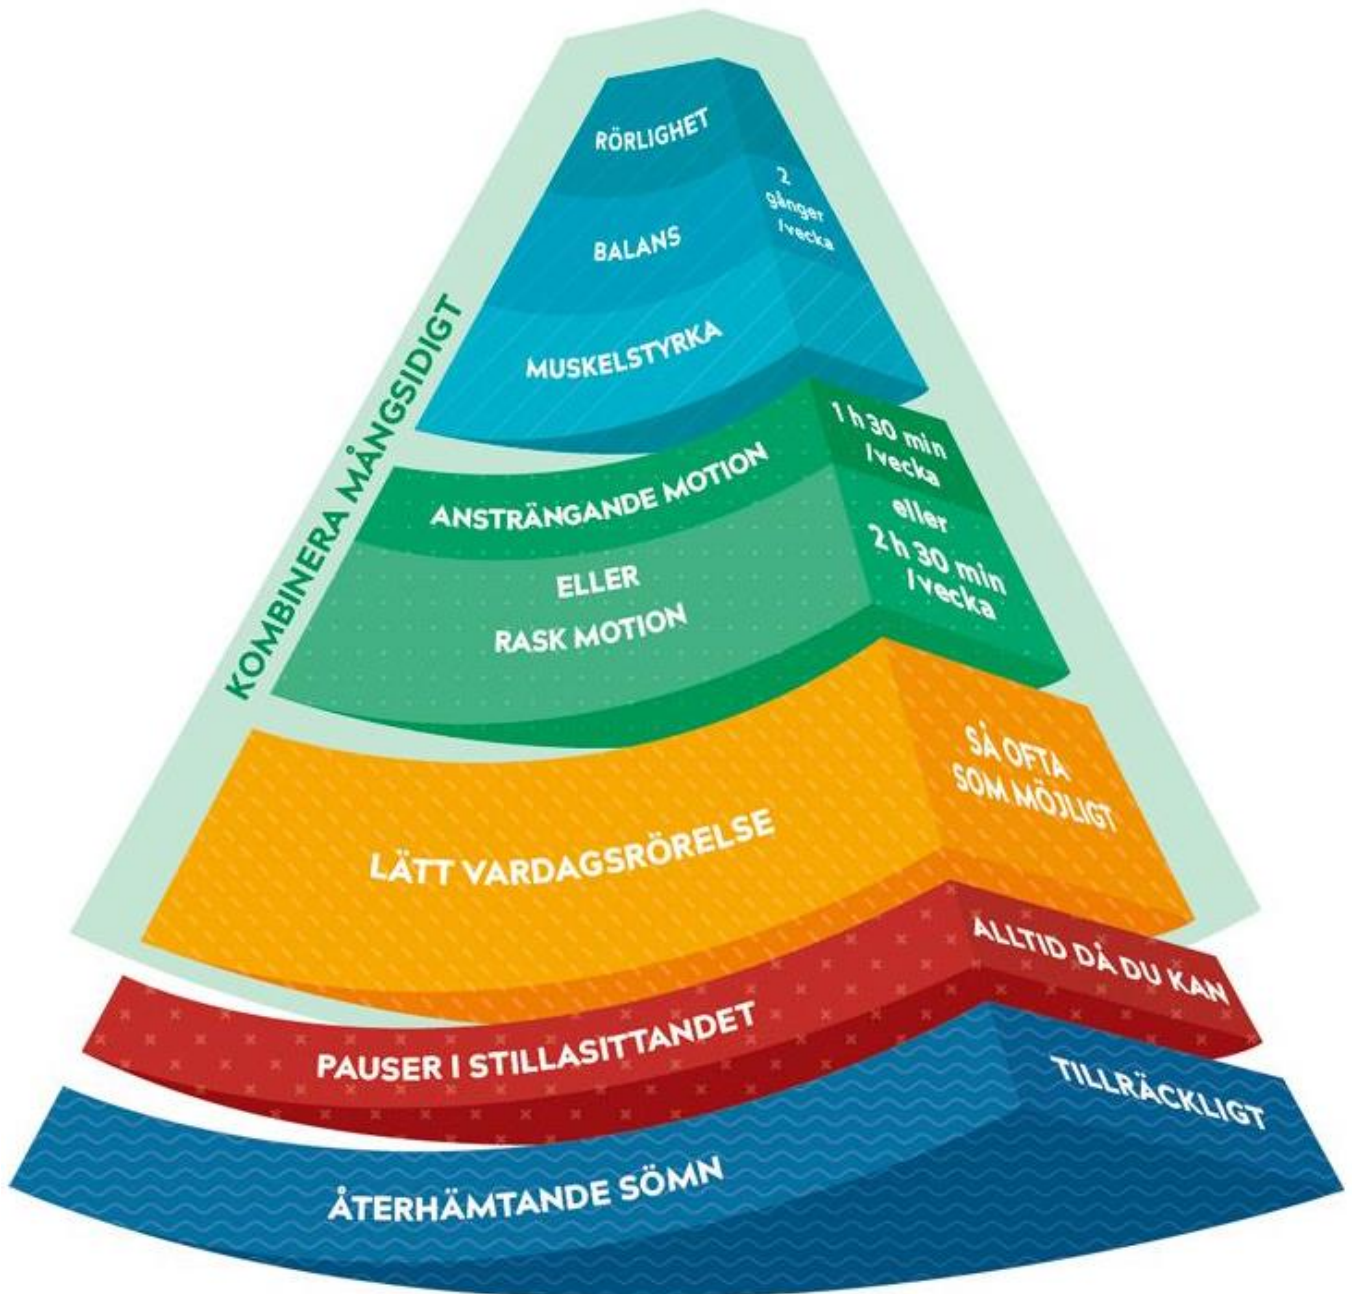 RÖRLIGHET
BALANS
MUSKELSTYRKA
2
gånger
/vecka
KOMBINERA MÅNGSIDIGT
ANSTRÄNGANDE MOTION
ELLER
RASK MOTION
1 h 30 min
/vecka
eller
2 h 30 min
/vecka
LÄTT VARDAGSRÖRELSE
SÅ OFTA
SOM MÖJLIGT
PAUSER I STILLASITTANDET
ALLTID DÅ DU KAN
ÅTERHÄMTANDE SÖMN
TILLRÄCKLIGT